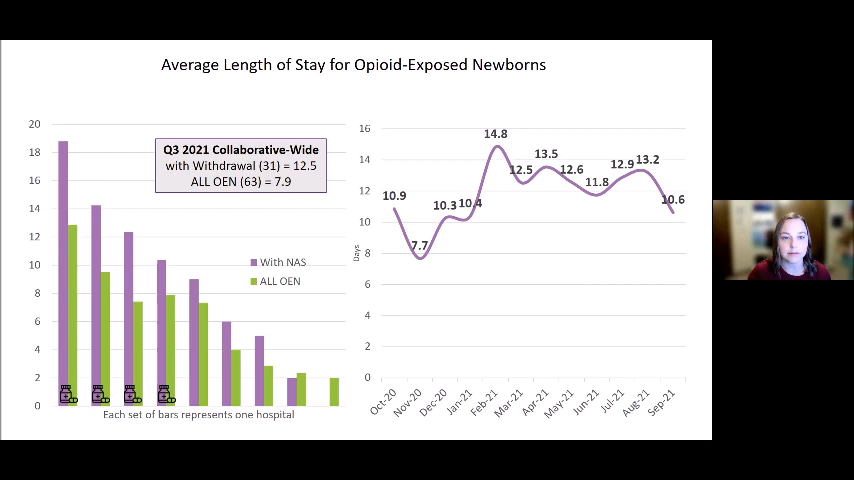 Average Length of Stay for Opioid-Exposed Newborns
20
18
16
14
12
10
8
6
4
2
0
Q3 2021 Collaborative-Wide
with Withdrawal (31) = 12.5
ALL OEN (63) = 7.9
With NAS
ALL OEN
Each set of bars represents one hospital
16
14
12
10
8
6
4
2
0
Days
10.9
7.7
10.3
10.4
14.8
12.5
13.5
12.6
11.8
12.9
13.2
10.6
Oct-20
Nov-20
Dec-20
Jan-21
Feb-21
Mar-21
Apr-21
May-21
Jun-21
Jul-21
Aug-21
Sep-21